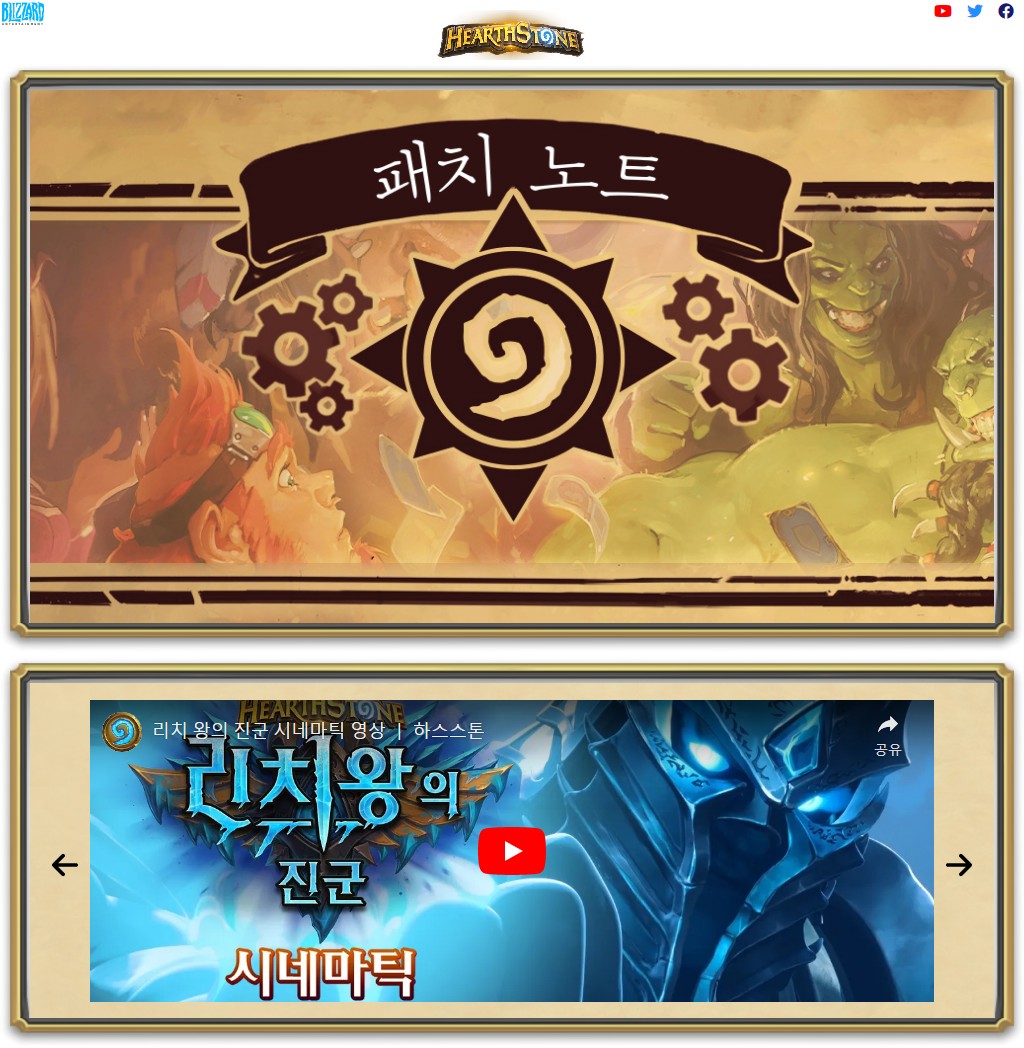 BLIZZARD
ENTERTAINMENT
HEARTHSTONE
패치 노트
HEARTHSTONE
리치 왕의 진군 시네마틱 영상 | 하스스톤
공유
리치 왕의
진군
시네마틱